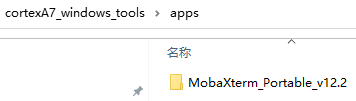 cortexA7_windows_tools > apps
名称
MobaXterm_Portable_v12.2